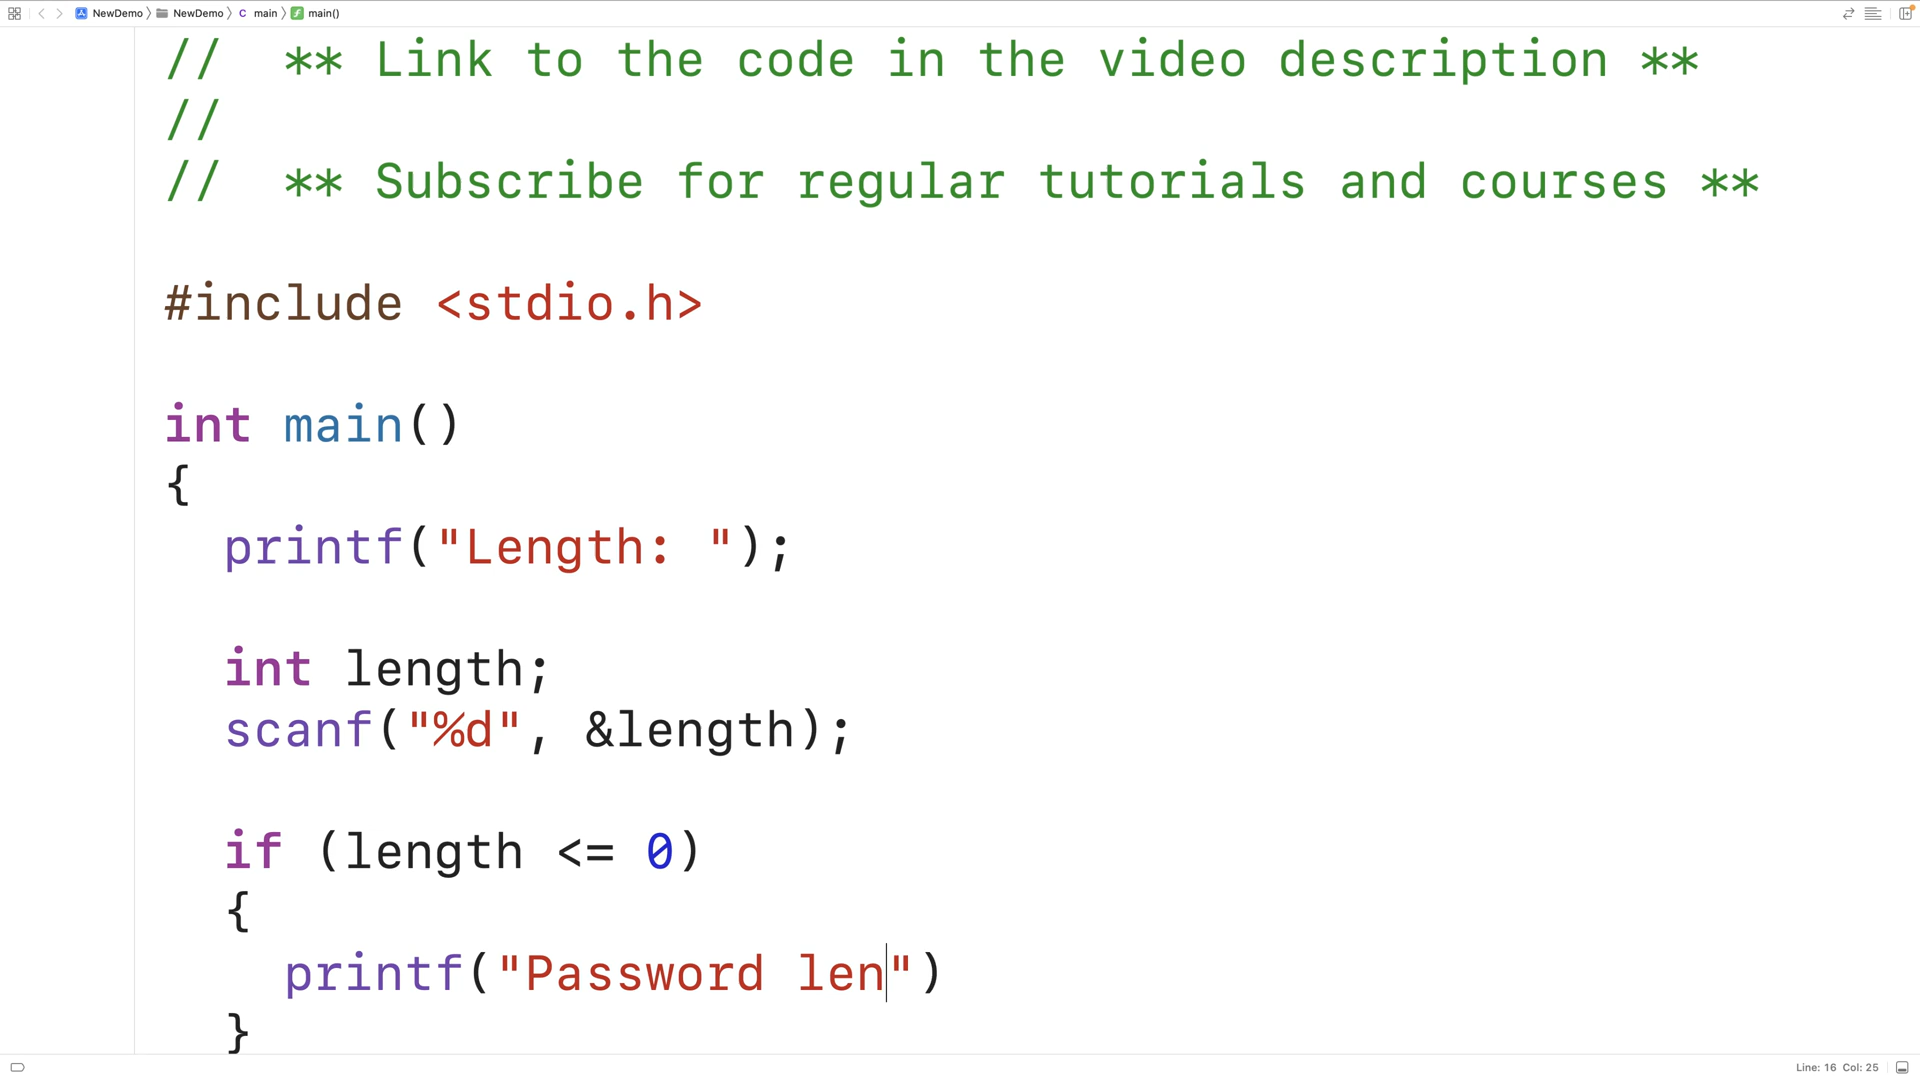 NewDemo 〉 NewDemo 〉 C main 〉 f main()
//  ** Link to the code in the video description **
//
//  ** Subscribe for regular tutorials and courses **
#include <stdio.h>
int main()
{
  printf("Length: ");
  int length;
  scanf("%d", &length);
  if (length <= 0)
  {
    printf("Password len")
  }
Line: 16 Col: 25